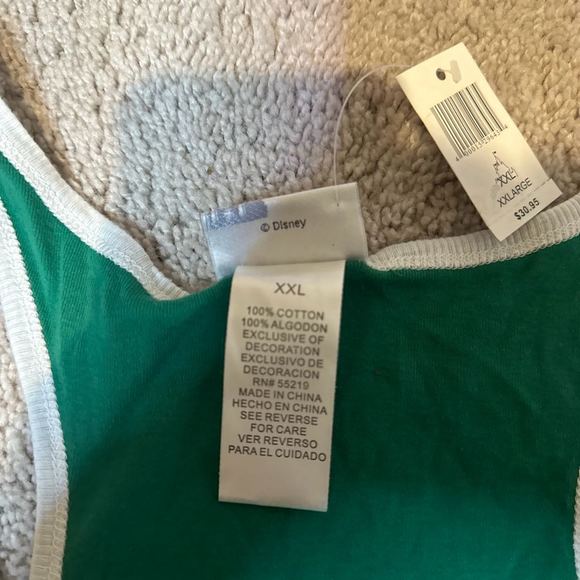 © Disney
XXL
100% COTTON
100% ALGODON
EXCLUSIVE OF
DECORATION
EXCLUSIVO DE
DECORACION
RN# 55219
MADE IN CHINA
HECHO EN CHINA
SEE REVERSE
FOR CARE
VER REVERSO
PARA EL CUIDADO
XXL
XXLARGE
$30.95